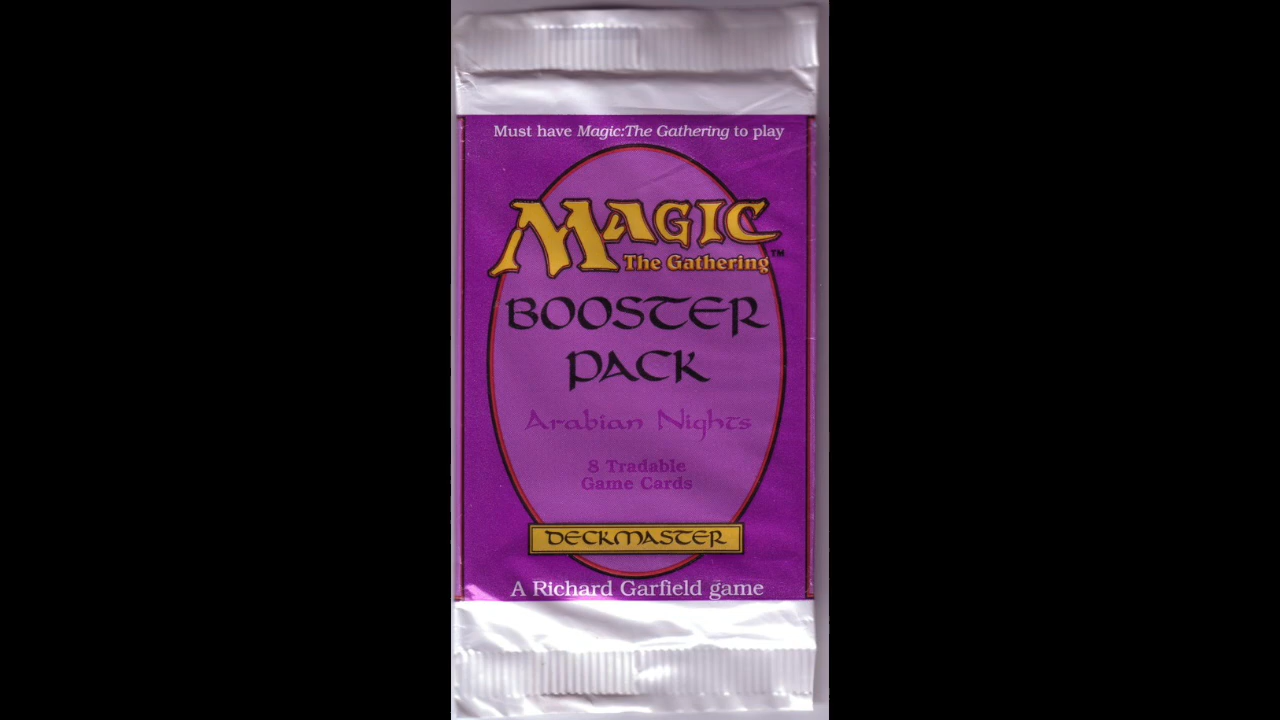 Must have Magic:The Gathering to play
MAGIC
The Gathering™
BOOSTER
PACK
Arabian Nights
8 Tradable
Game Cards
DECKMASTER
A Richard Garfield game